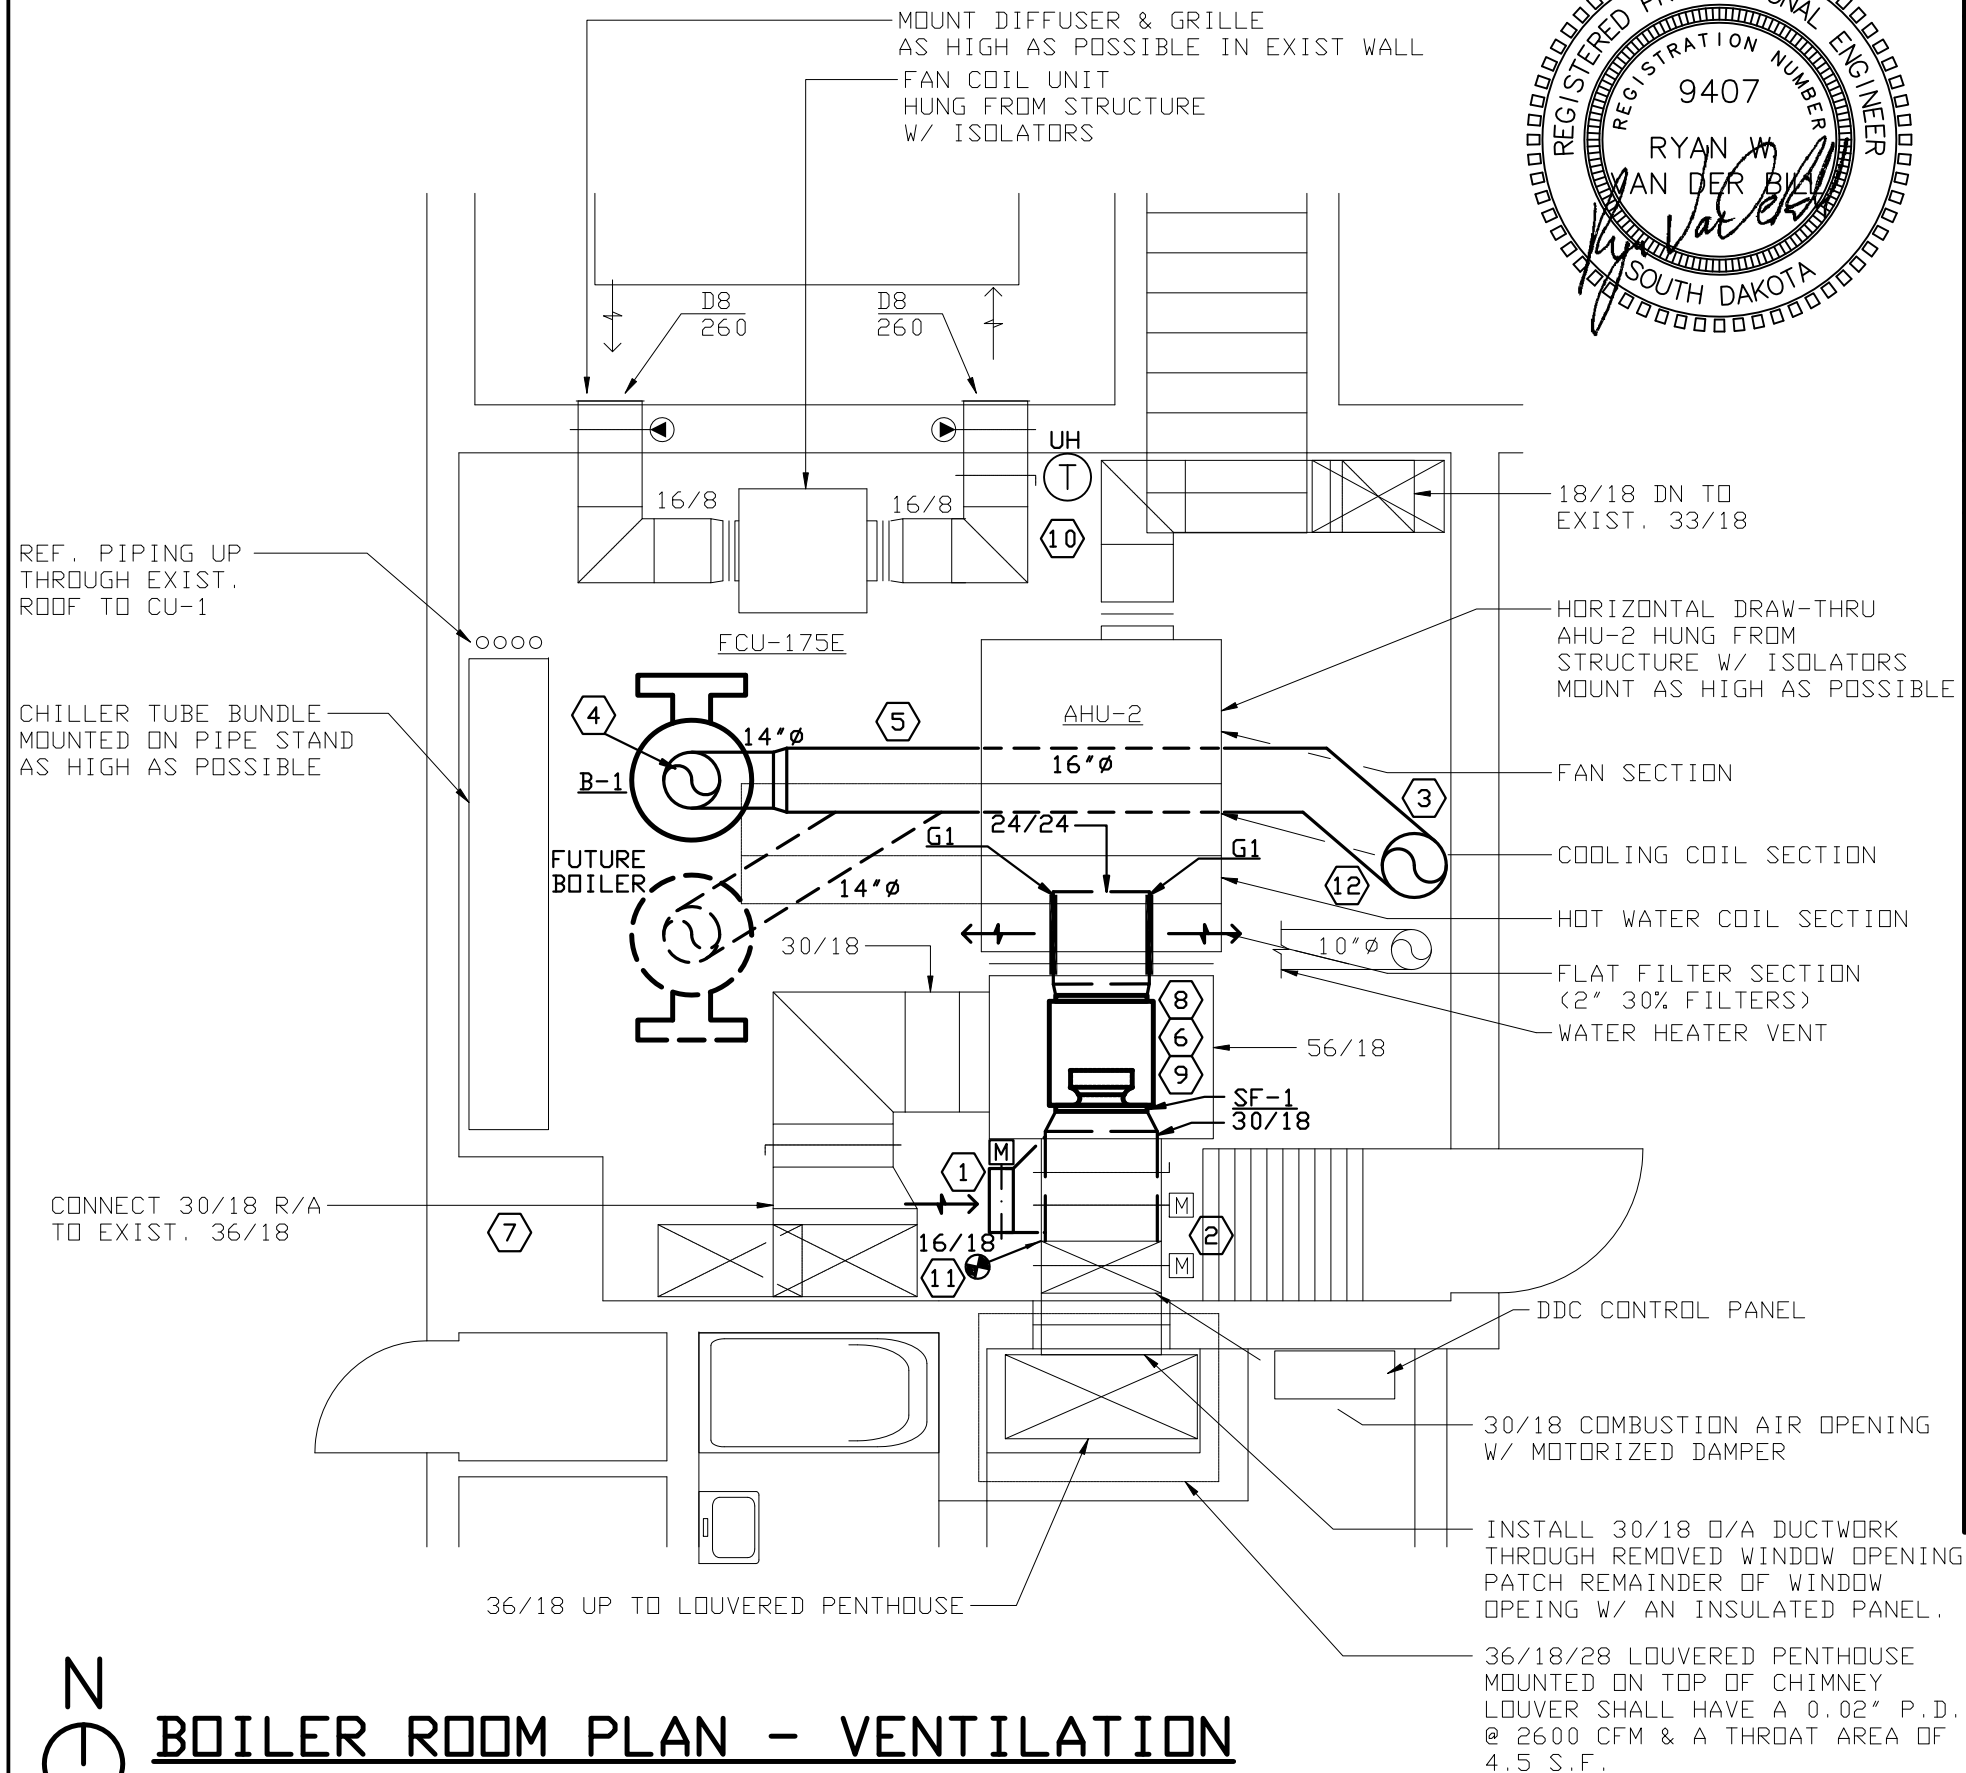 MOUNT DIFFUSER & GRILLE
AS HIGH AS POSSIBLE IN EXIST WALL
FAN COIL UNIT
HUNG FROM STRUCTURE
W/ ISOLATORS
REGISTERED
ENGINEER
REGISTRATION NUMBER
9407
RYAN W.
VAN DER
SOUTH DAKOTA
D8
260
D8
260
UH
T
16/8
16/8
10
18/18 DN TO
EXIST. 33/18
REF. PIPING UP
THROUGH EXIST.
ROOF TO CU-1
FCU-175E
HORIZONTAL DRAW-THRU
AHU-2 HUNG FROM
STRUCTURE W/ ISOLATORS
MOUNT AS HIGH AS POSSIBLE
CHILLER TUBE BUNDLE
MOUNTED ON PIPE STAND
AS HIGH AS POSSIBLE
4
5
AHU-2
14"ø
16"ø
B-1
FAN SECTION
3
24/24
G1
G1
COOLING COIL SECTION
FUTURE
BOILER
14"ø
12
HOT WATER COIL SECTION
30/18
10"ø
FLAT FILTER SECTION
(2" 30% FILTERS)
WATER HEATER VENT
8
6
9
56/18
SF-1
30/18
M
1
CONNECT 30/18 R/A
TO EXIST. 36/18
7
M
2
16/18
11
M
DDC CONTROL PANEL
30/18 COMBUSTION AIR OPENING
W/ MOTORIZED DAMPER
INSTALL 30/18 O/A DUCTWORK
THROUGH REMOVED WINDOW OPENING
PATCH REMAINDER OF WINDOW
OPEING W/ AN INSULATED PANEL.
36/18 UP TO LOUVERED PENTHOUSE
36/18/28 LOUVERED PENTHOUSE
MOUNTED ON TOP OF CHIMNEY
LOUVER SHALL HAVE A 0.02" P.D.
@ 2600 CFM & A THROAT AREA OF
4.5 S.F.
N
BOILER ROOM PLAN - VENTILATION